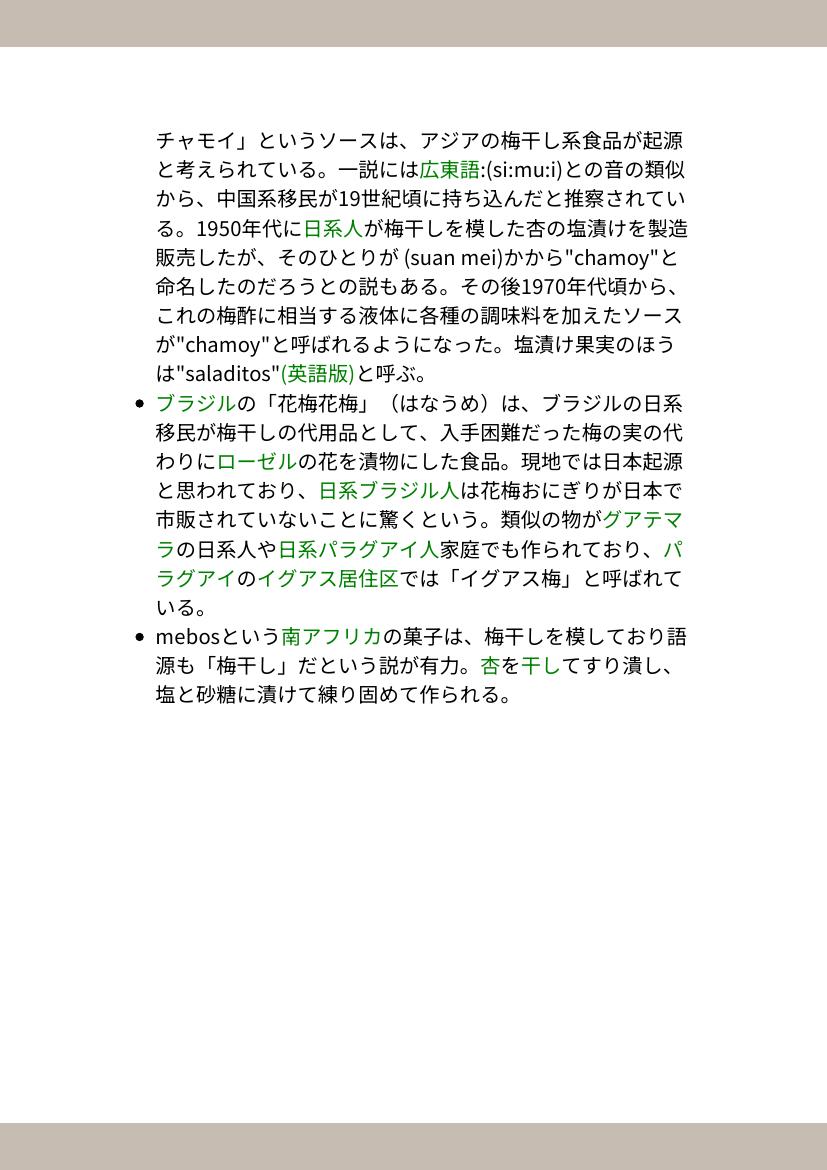 チャモイ」というソースは、アジアの梅干し系食品が起源
と考えられている。一説には広東語:(si:mu:i)との音の類似
から、中国系移民が19世紀頃に持ち込んだと推察されてい
る。1950年代に日系人が梅干しを模した杏の塩漬けを製造
販売したが、そのひとりが (suan mei)かから"chamoy"と
命名したのだろうとの説もある。その後1970年代頃から、
これの梅酢に相当する液体に各種の調味料を加えたソース
が"chamoy"と呼ばれるようになった。塩漬け果実のほう
は"saladitos"(英語版)と呼ぶ。
• ブラジルの「花梅花梅」（はなうめ）は、ブラジルの日系
移民が梅干しの代用品として、入手困難だった梅の実の代
わりにローゼルの花を漬物にした食品。現地では日本起源
と思われており、日系ブラジル人は花梅おにぎりが日本で
市販されていないことに驚くという。類似の物がグアテマ
ラの日系人や日系パラグアイ人家庭でも作られており、パ
ラグアイのイグアス居住区では「イグアス梅」と呼ばれて
いる。
• mebosという南アフリカの菓子は、梅干しを模しており語
源も「梅干し」だという説が有力。杏を干してすり潰し、
塩と砂糖に漬けて練り固めて作られる。